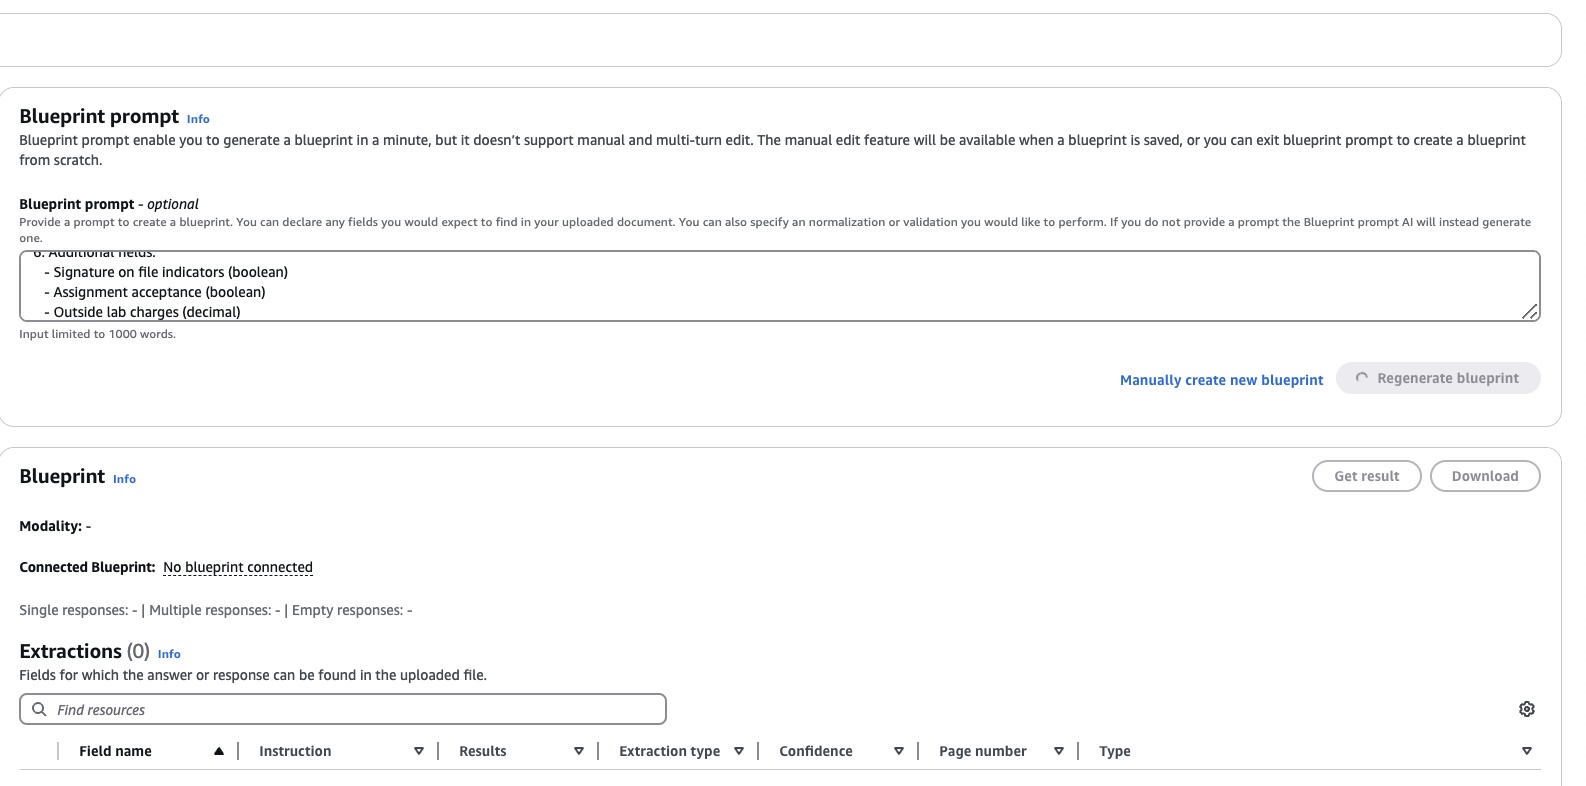 Blueprint prompt Info
Blueprint prompt enable you to generate a blueprint in a minute, but it doesn't support manual and multi-turn edit. The manual edit feature will be available when a blueprint is saved, or you can exit blueprint prompt to create a blueprint
from scratch.
Blueprint prompt - optional
Provide a prompt to create a blueprint. You can declare any fields you would expect to find in your uploaded document. You can also specify an normalization or validation you would like to perform. If you do not provide a prompt the Blueprint prompt AI will instead generate
one.
6. Additional fields:
- Signature on file indicators (boolean)
- Assignment acceptance (boolean)
- Outside lab charges (decimal)
Input limited to 1000 words.
Manually create new blueprint Regenerate blueprint
Blueprint Info Get result Download
Modality: -
Connected Blueprint: No blueprint connected
Single responses: - | Multiple responses: - | Empty responses: -
Extractions (0) Info
Fields for which the answer or response can be found in the uploaded file.
Find resources
Field name Instruction Results Extraction type Confidence Page number Type